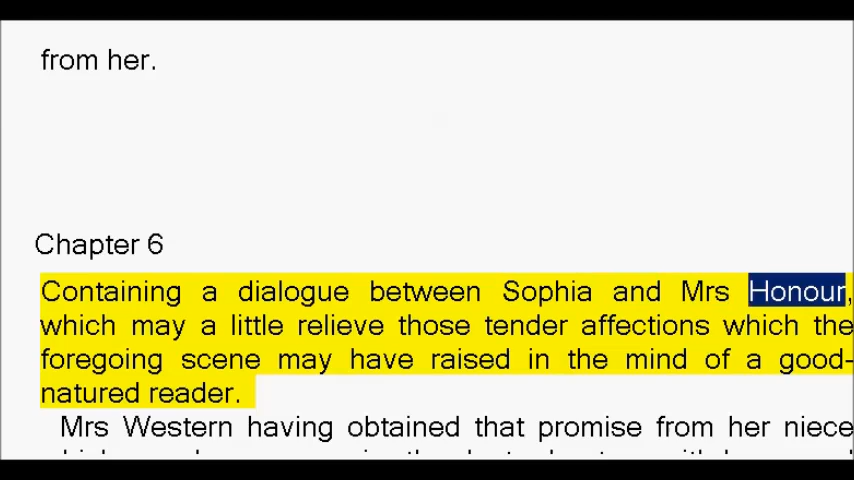 from her.
Chapter 6
Containing a dialogue between Sophia and Mrs Honour,
which may a little relieve those tender affections which the
foregoing scene may have raised in the mind of a good-
natured reader.
Mrs Western having obtained that promise from her niece